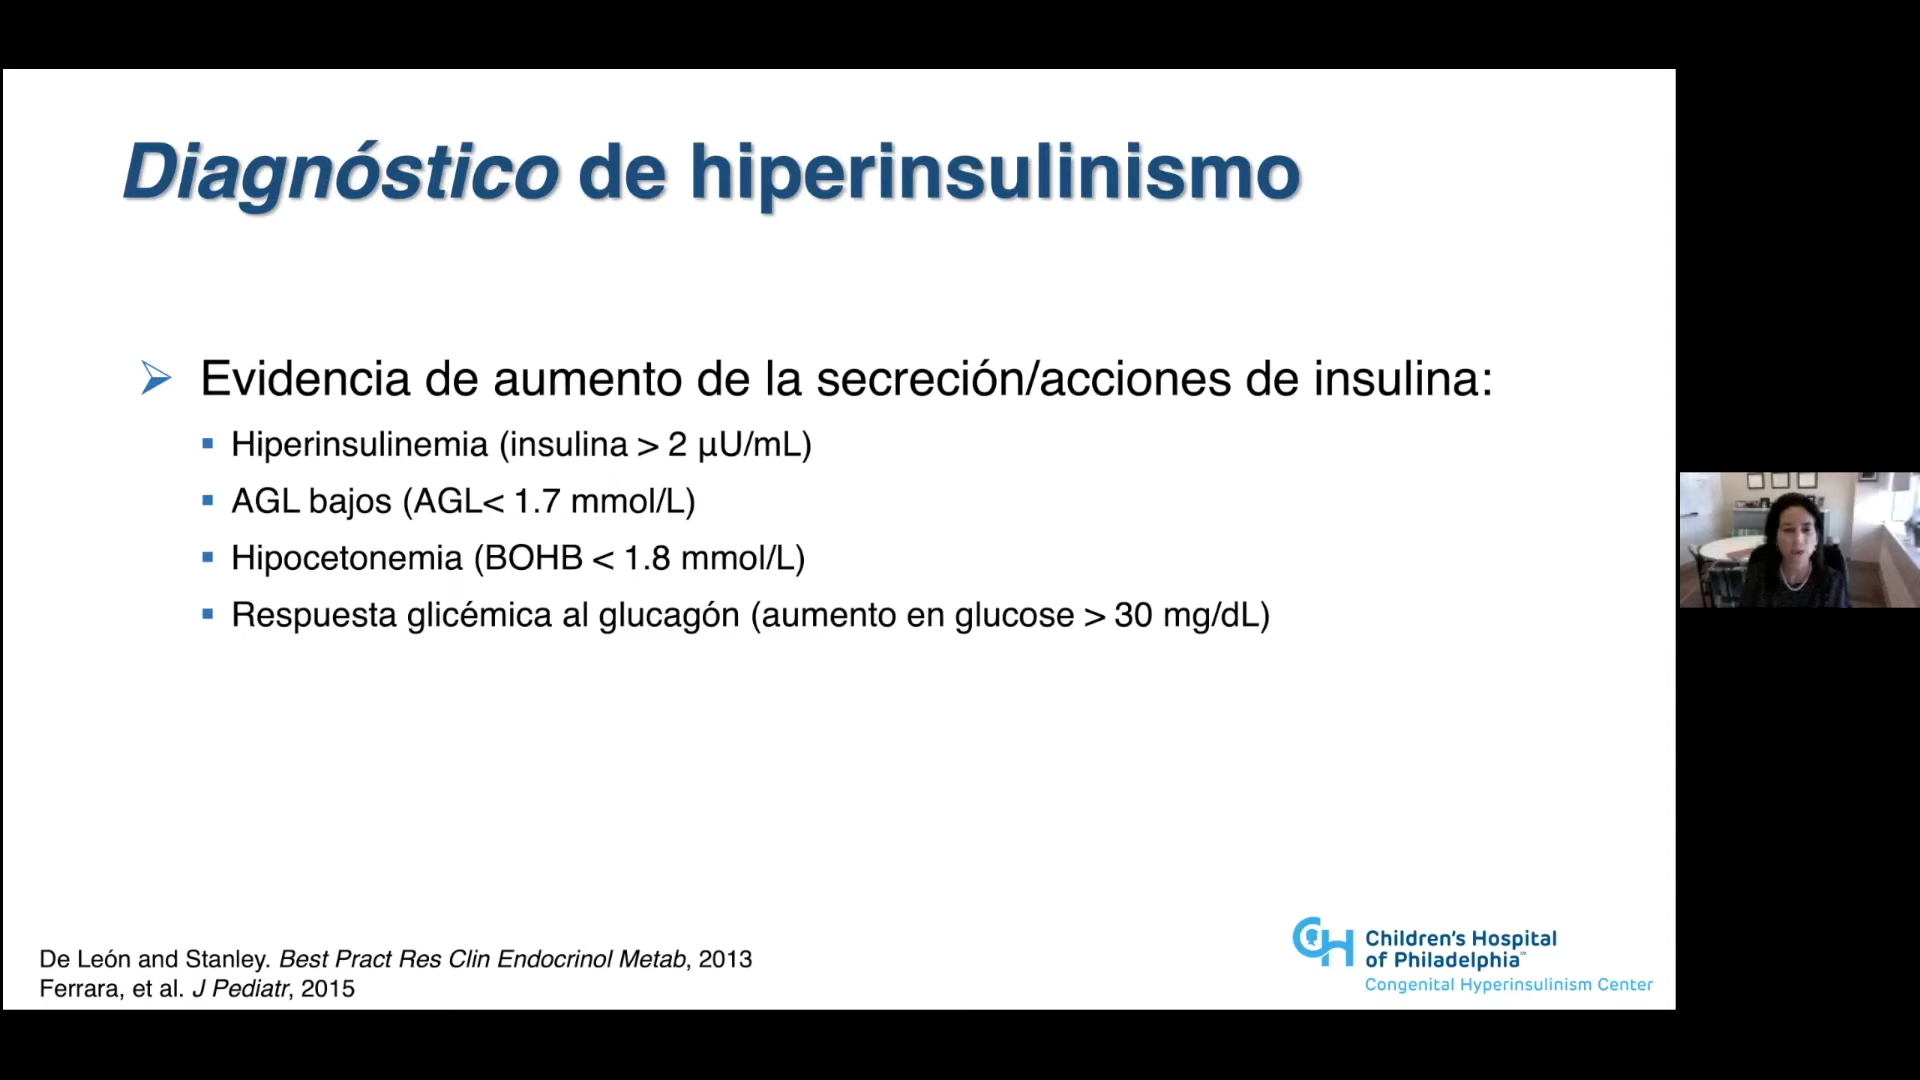 Diagnóstico de hiperinsulinismo
Evidencia de aumento de la secreción/acciones de insulina:
Hiperinsulinemia (insulina > 2 µU/mL)
AGL bajos (AGL< 1.7 mmol/L)
Hipocetonemia (BOHB < 1.8 mmol/L)
Respuesta glicémica al glucagón (aumento en glucose > 30 mg/dL)
De León and Stanley. Best Pract Res Clin Endocrinol Metab, 2013
Ferrara, et al. J Pediatr, 2015
CH Children's Hospital
of Philadelphia℠
Congenital Hyperinsulinism Center